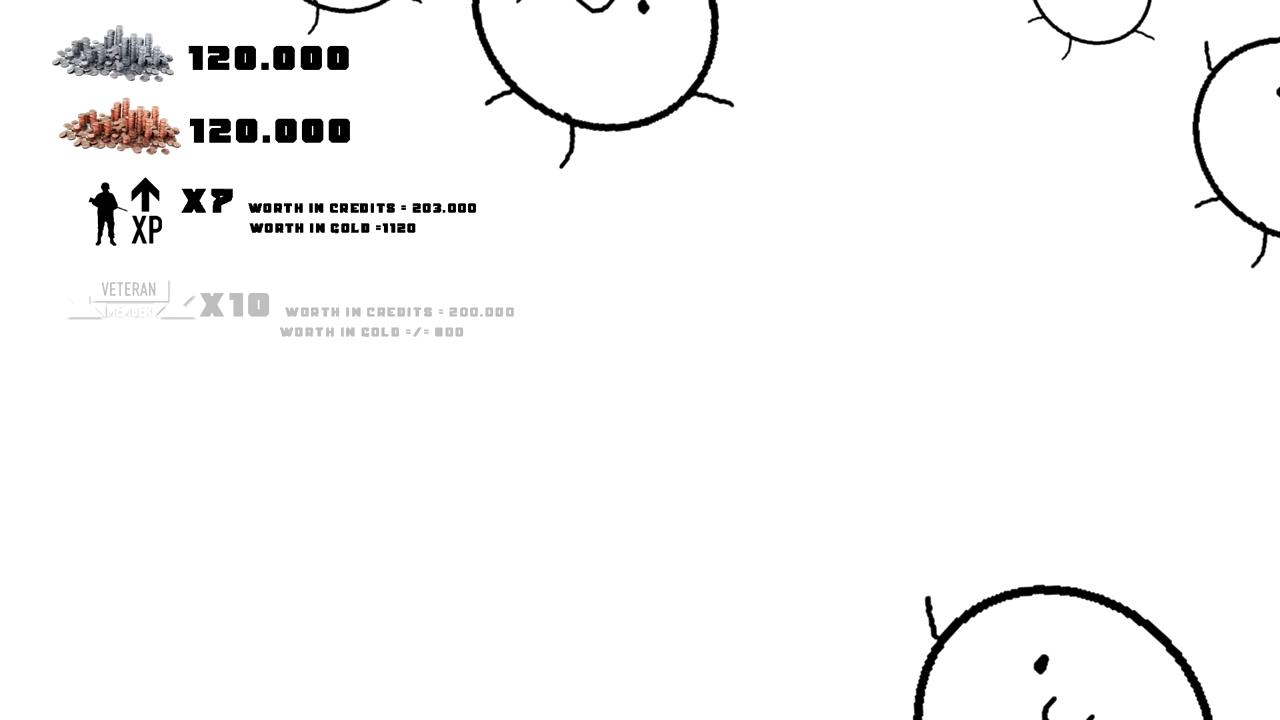 120.000
120.000
XP
X7
WORTH IN CREDITS = 203.000
WORTH IN GOLD =1120
VETERAN
MEMBER
X10
WORTH IN CREDITS = 200.000
WORTH IN GOLD =/= 800